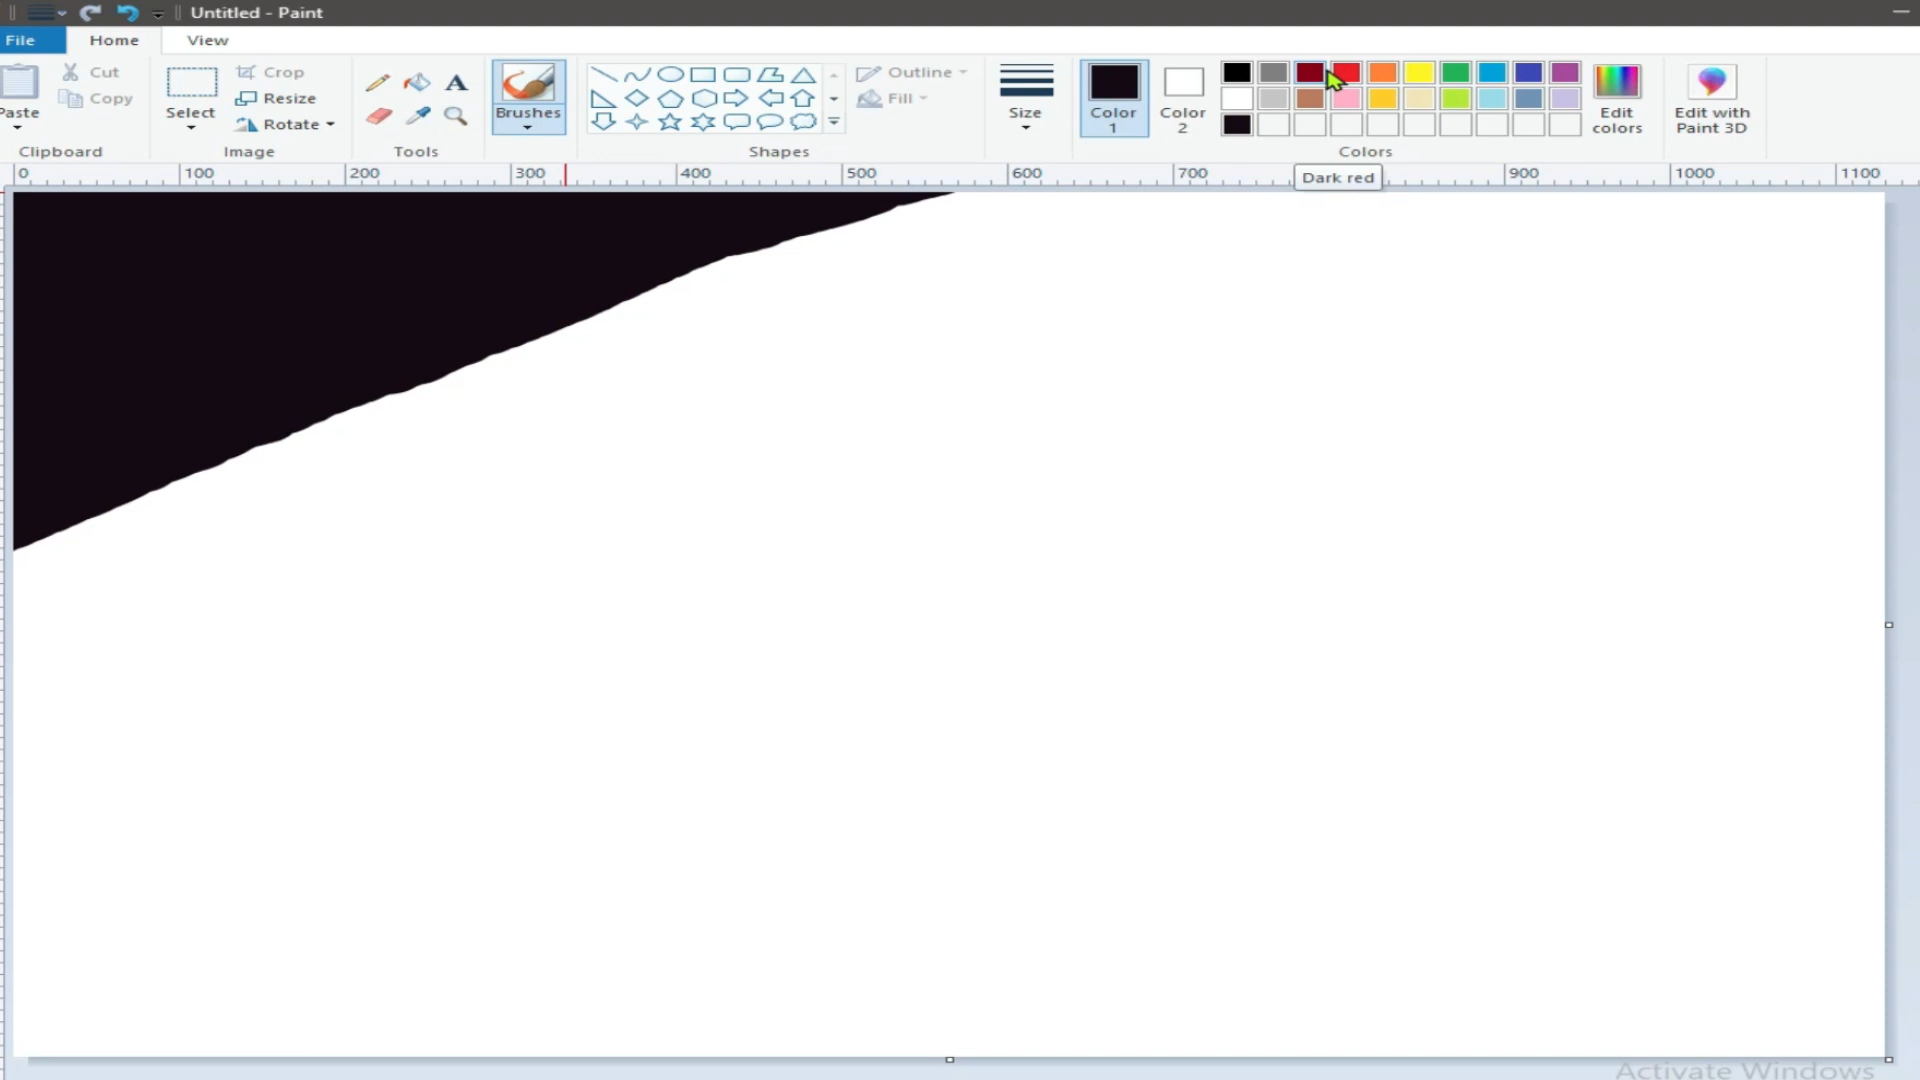 Untitled - Paint
File Home View
Paste
Cut
Copy
Clipboard
Select
Crop
Resize
Rotate
Image
A
Tools
Brushes
Shapes
Outline
Fill
Size
Color 1
Color 2
Colors
Edit colors
Edit with Paint 3D
0 100 200 300 400 500 600 700 900 1000 1100
Dark red
Activate Windows